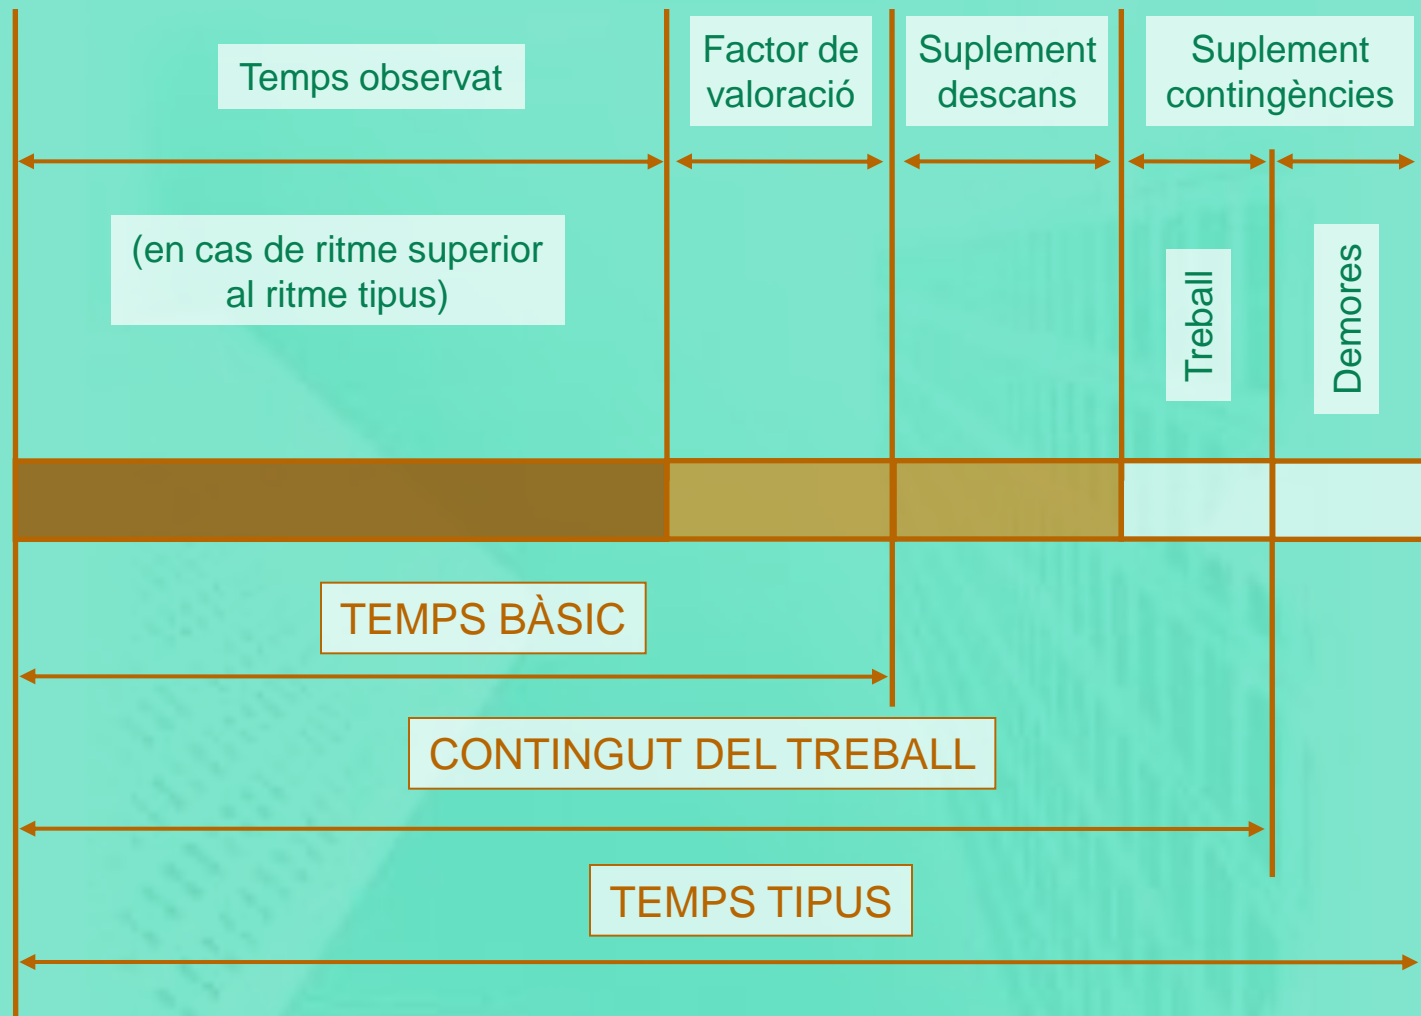 Temps observat
Factor de
valoració
Suplement
descans
Suplement
contingències
(en cas de ritme superior
al ritme tipus)
Treball
Demores
TEMPS BÀSIC
CONTINGUT DEL TREBALL
TEMPS TIPUS